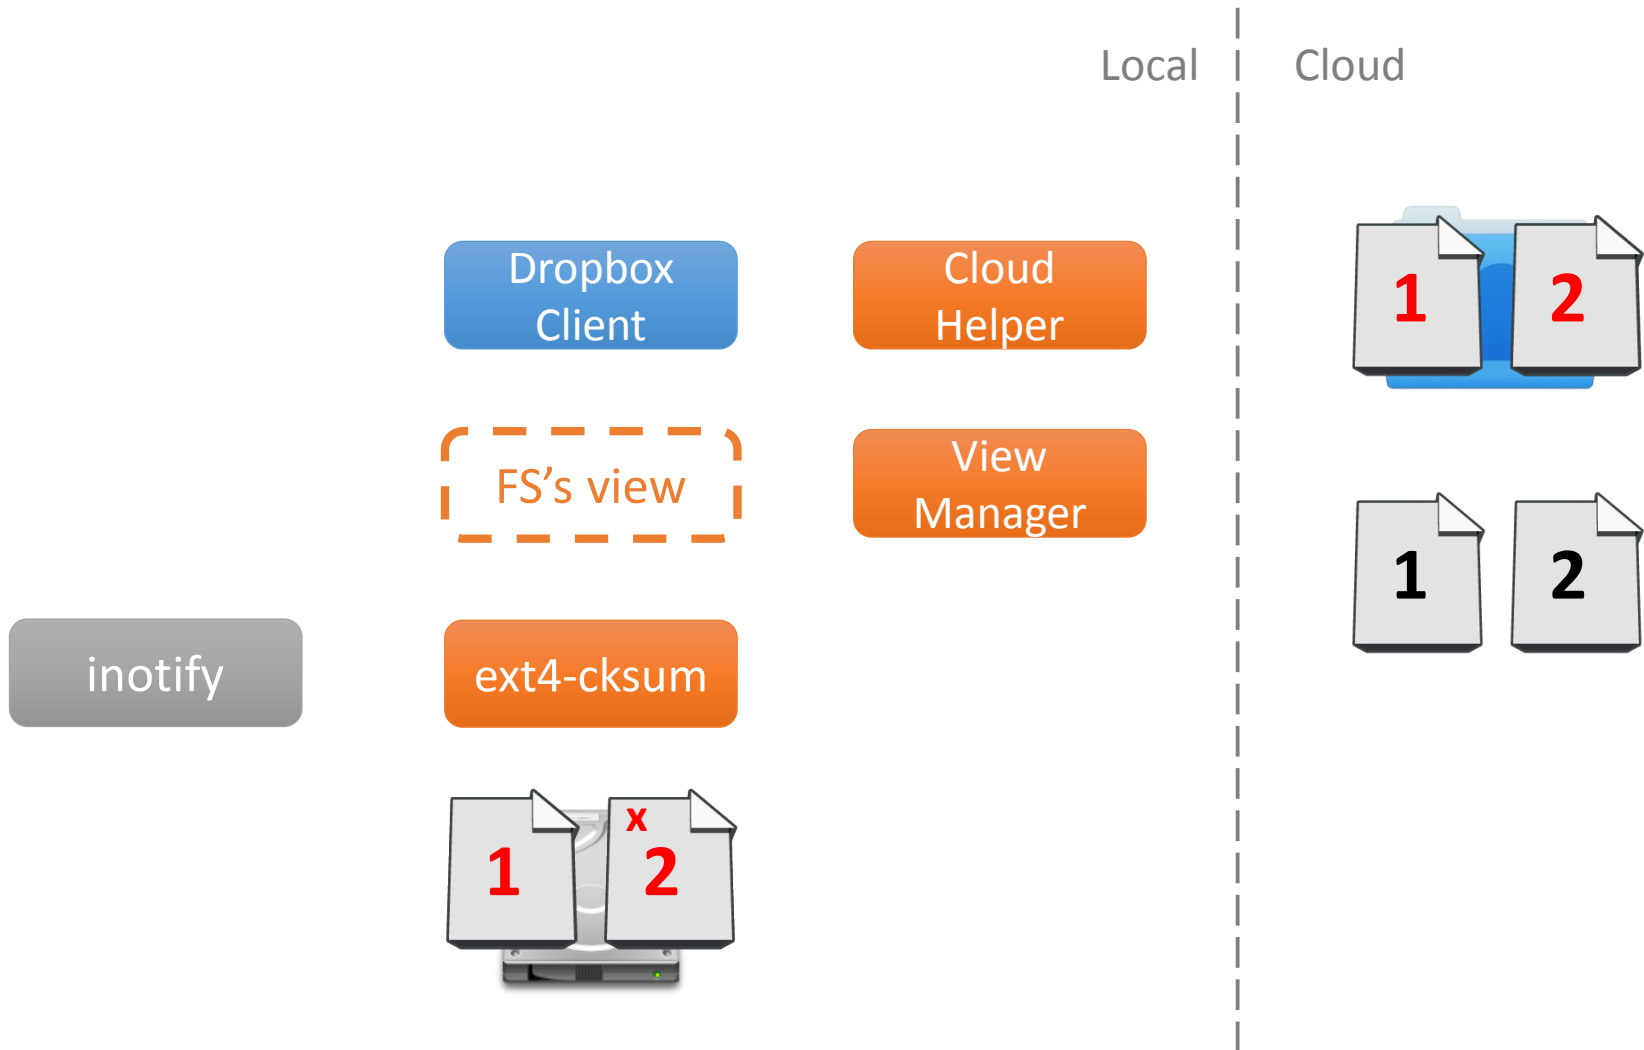 Local
Cloud
Dropbox
Client
Cloud
Helper
1
2
FS's view
View
Manager
1
2
inotify
ext4-cksum
x
1
2